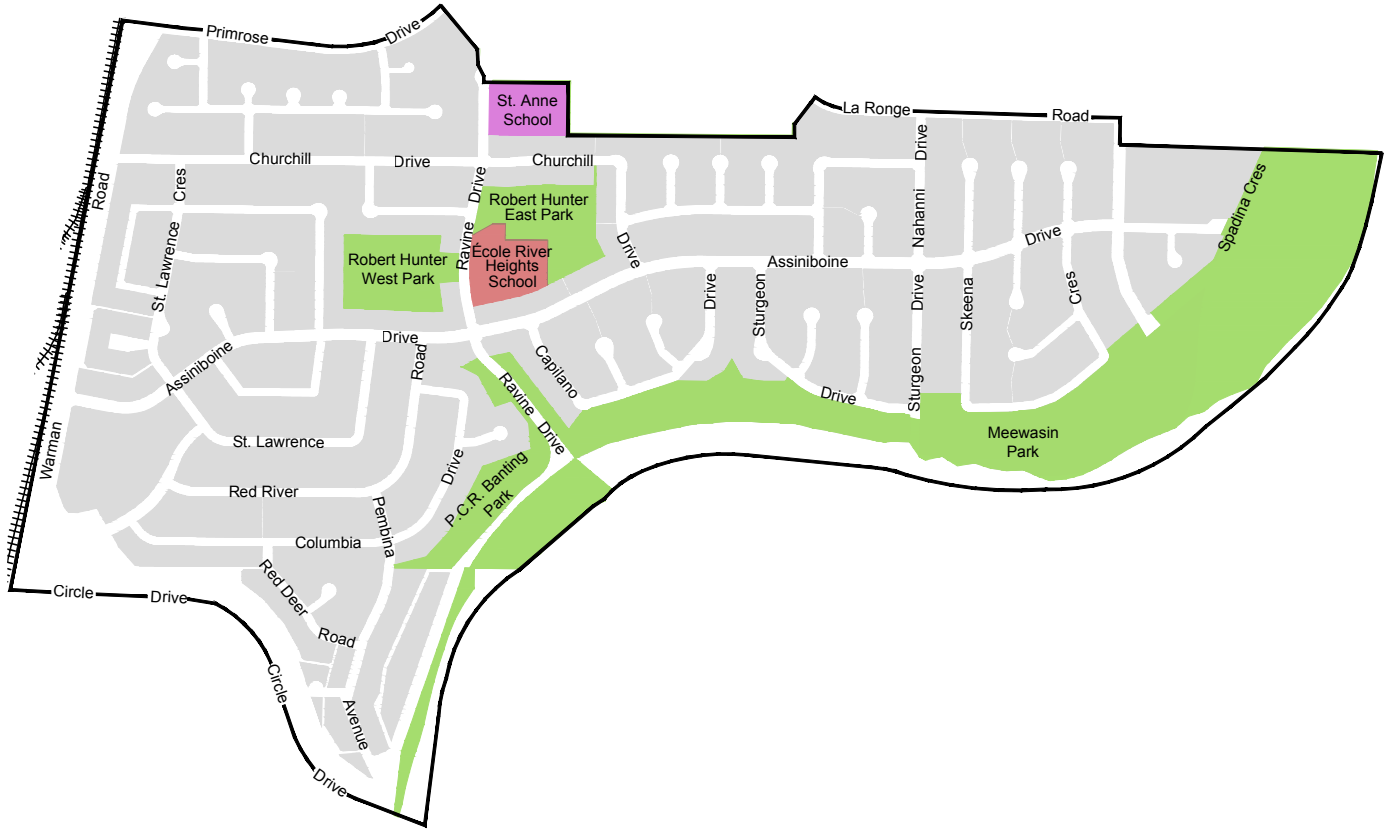 Primrose
Drive
St. Anne
School
La Ronge
Road
Churchill
Drive
Churchill
Drive
Road
Cres
Drive
Nahanni
Spadina Cres
Robert Hunter
East Park
Ravine
Drive
Drive
École River
Heights
School
Robert Hunter
West Park
St. Lawrence
Assiniboine
Drive
Drive
Sturgeon
Drive
Skeena
Cres
Drive
Road
Assiniboine
Capilano
Ravine
Drive
Drive
Sturgeon
Meewasin
Park
Warman
St. Lawrence
Drive
P.C.R. Banting
Park
Red River
Pembina
Columbia
Red Deer
Road
Circle
Drive
Circle
Avenue
Drive